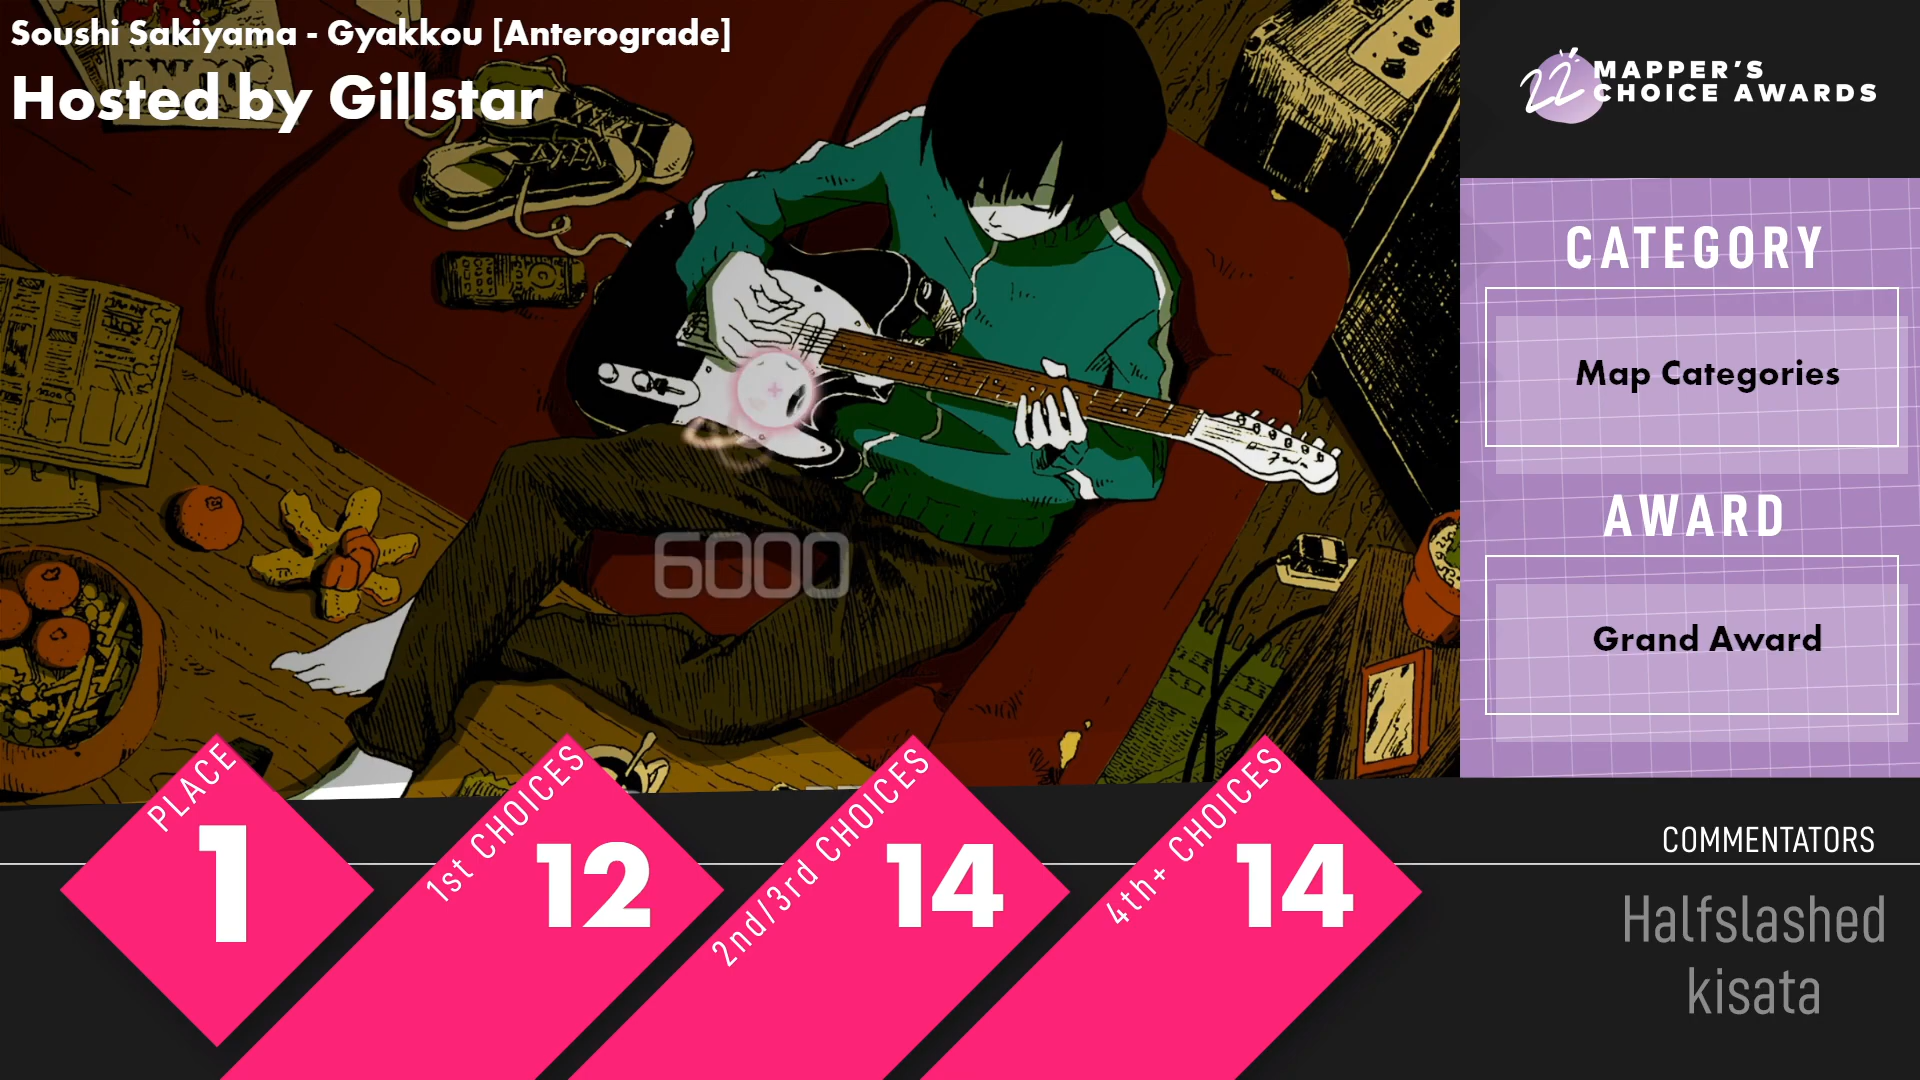 Soushi Sakiyama - Gyakkou [Anterograde]
Hosted by Gillstar
22
MAPPER'S
CHOICE AWARDS
CATEGORY
Map Categories
AWARD
Grand Award
6000
PLACE
1
1st CHOICES
12
2nd/3rd CHOICES
14
4th+ CHOICES
14
COMMENTATORS
Halfslashed
kisata